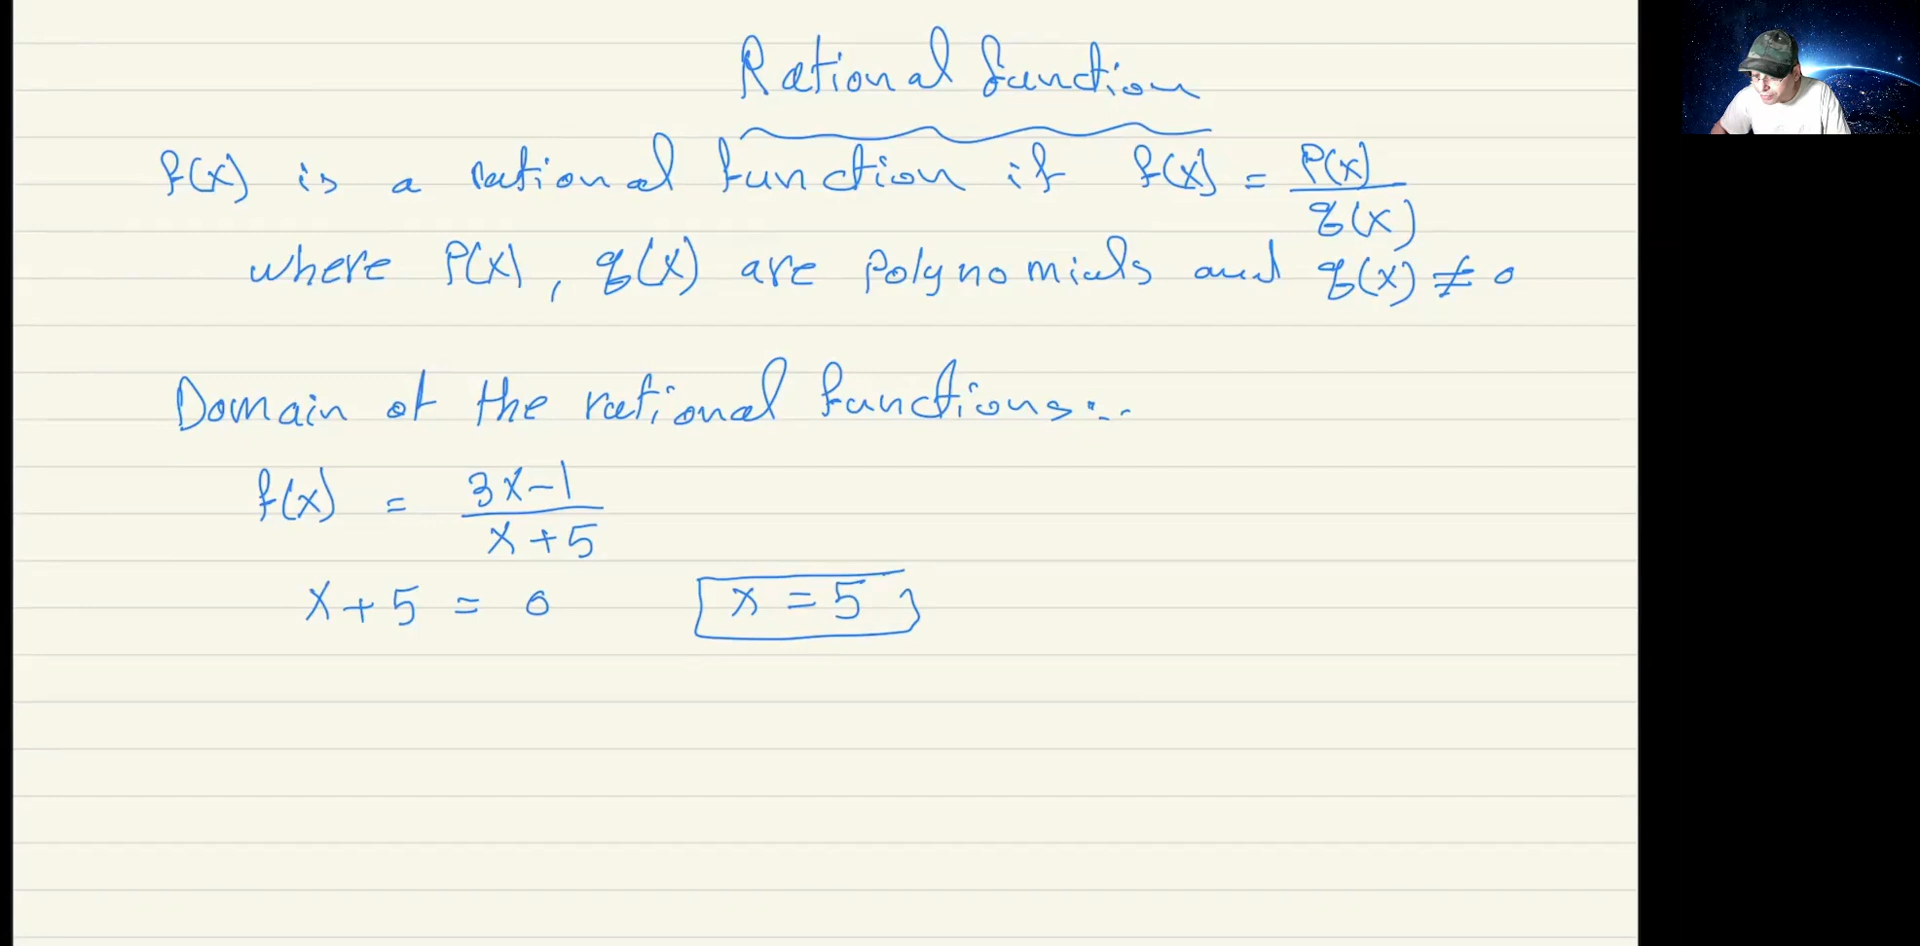 Rational function
f(x) is a rational function if f(x) = P(x)/q(x)
where P(x), q(x) are polynomials and q(x) ≠ 0
Domain of the rational functions:-
f(x) = 3x-1/x+5
x+5 = 0 x = 5